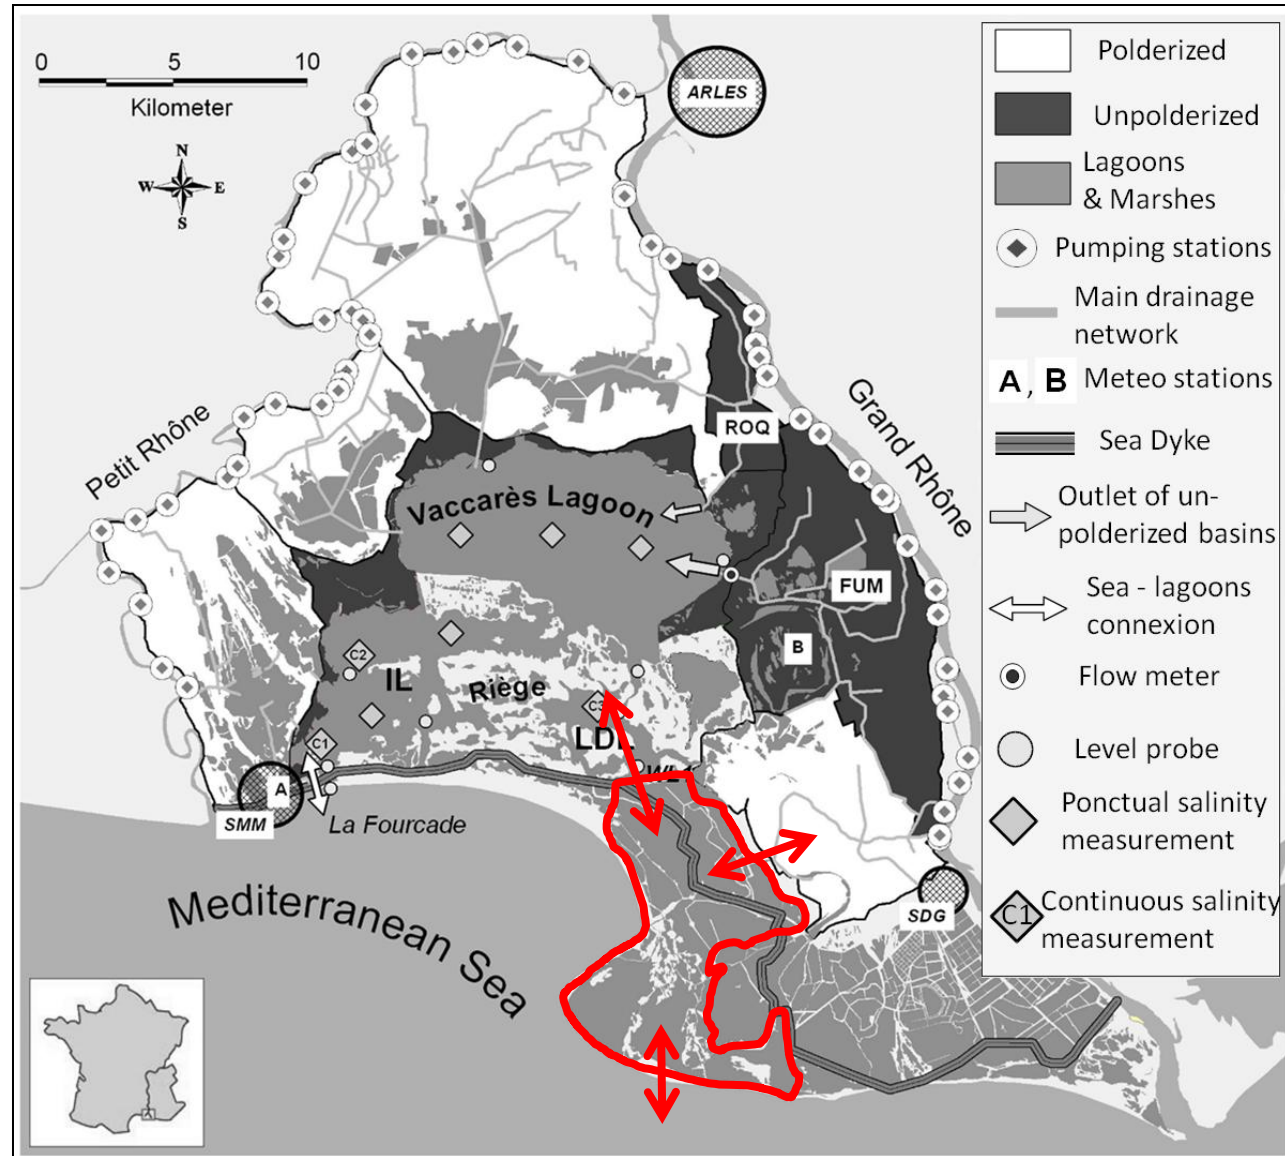 0 5 10
Kilometer
N
W E
S
ARLES
Petit Rhône
Grand Rhône
ROQ
Vaccarès Lagoon
FUM
B
C2
IL
Riège
C3
C1
A
SMM
La Fourcade
SDG
Mediterranean Sea
Polderized
Unpolderized
Lagoons
& Marshes
Pumping stations
Main drainage
network
A , B Meteo stations
Sea Dyke
Outlet of un-
polderized basins
Sea - lagoons
connexion
Flow meter
Level probe
Ponctual salinity
measurement
C1 Continuous salinity
measurement